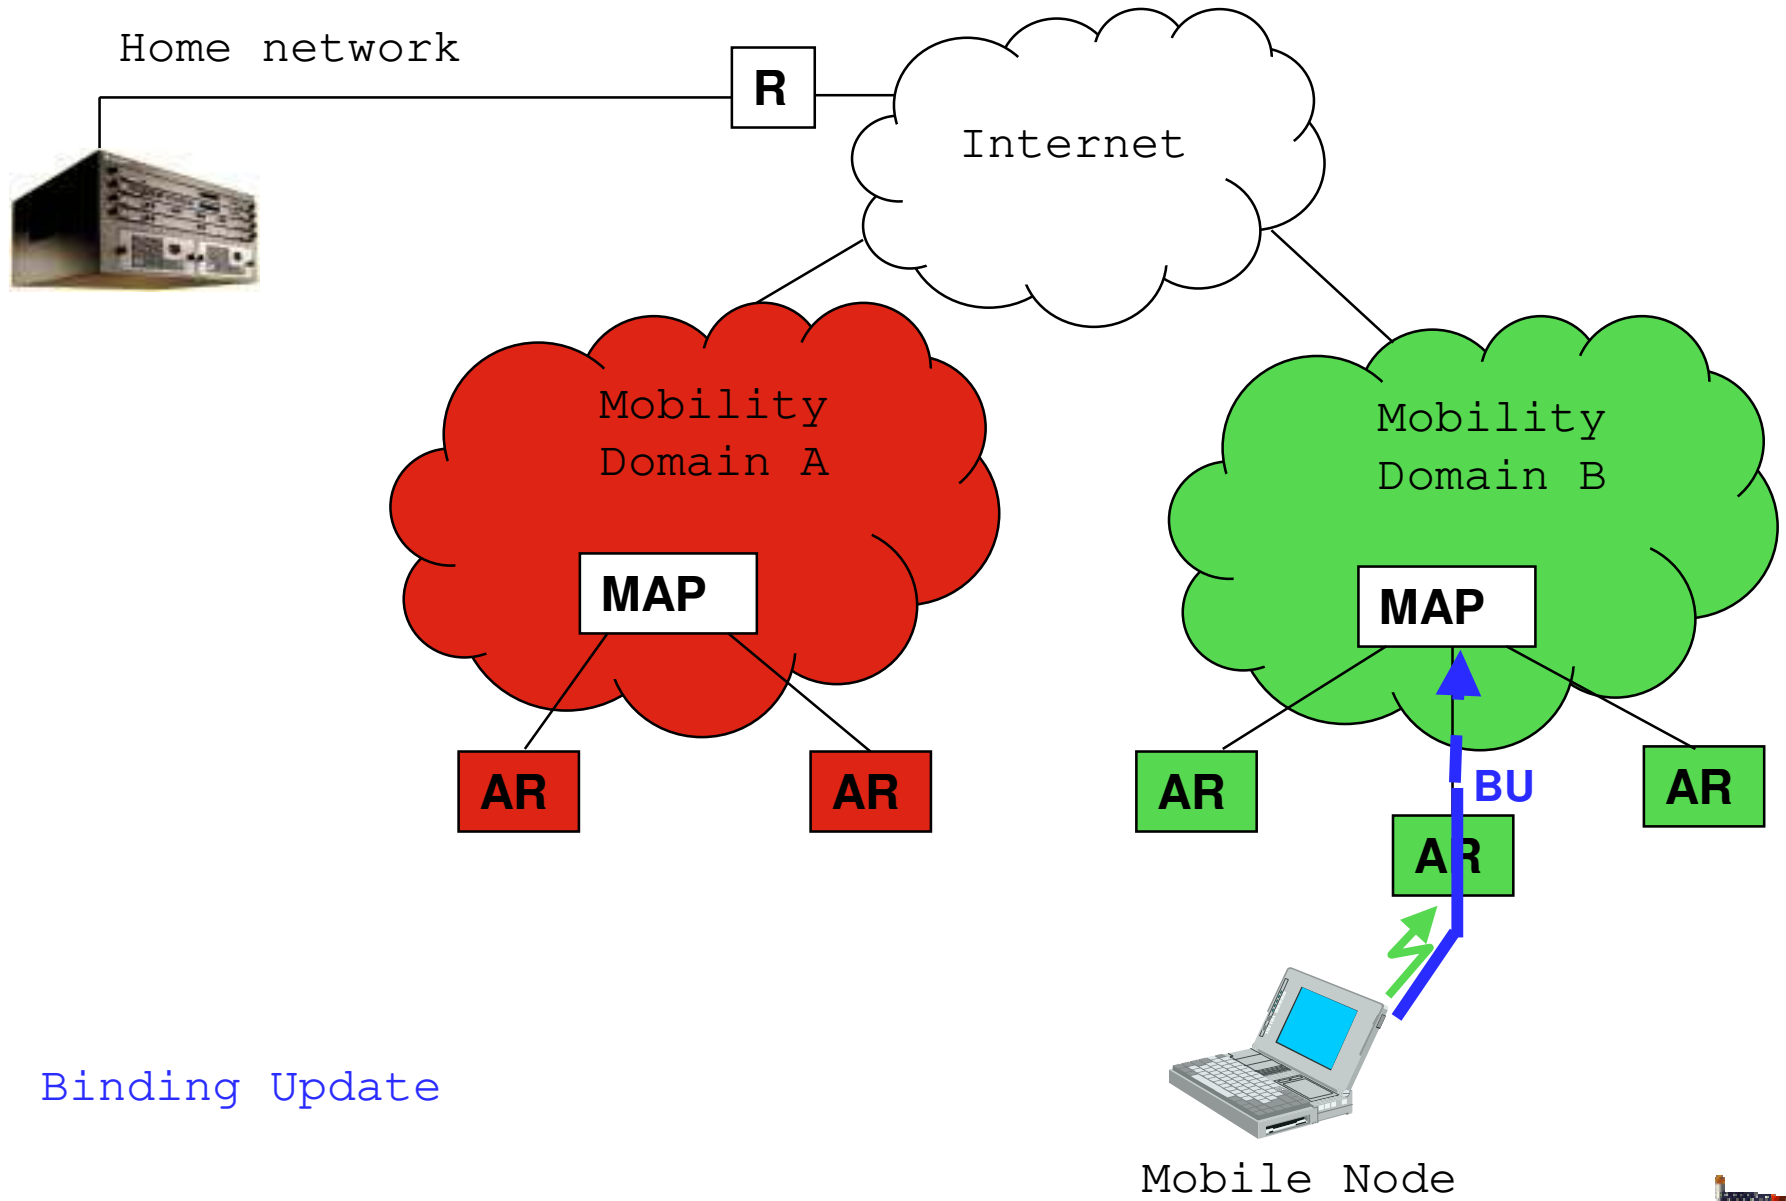 Home network
R
Internet
Mobility
Domain A
Mobility
Domain B
MAP
MAP
AR
AR
AR
BU
AR
AR
Binding Update
Mobile Node